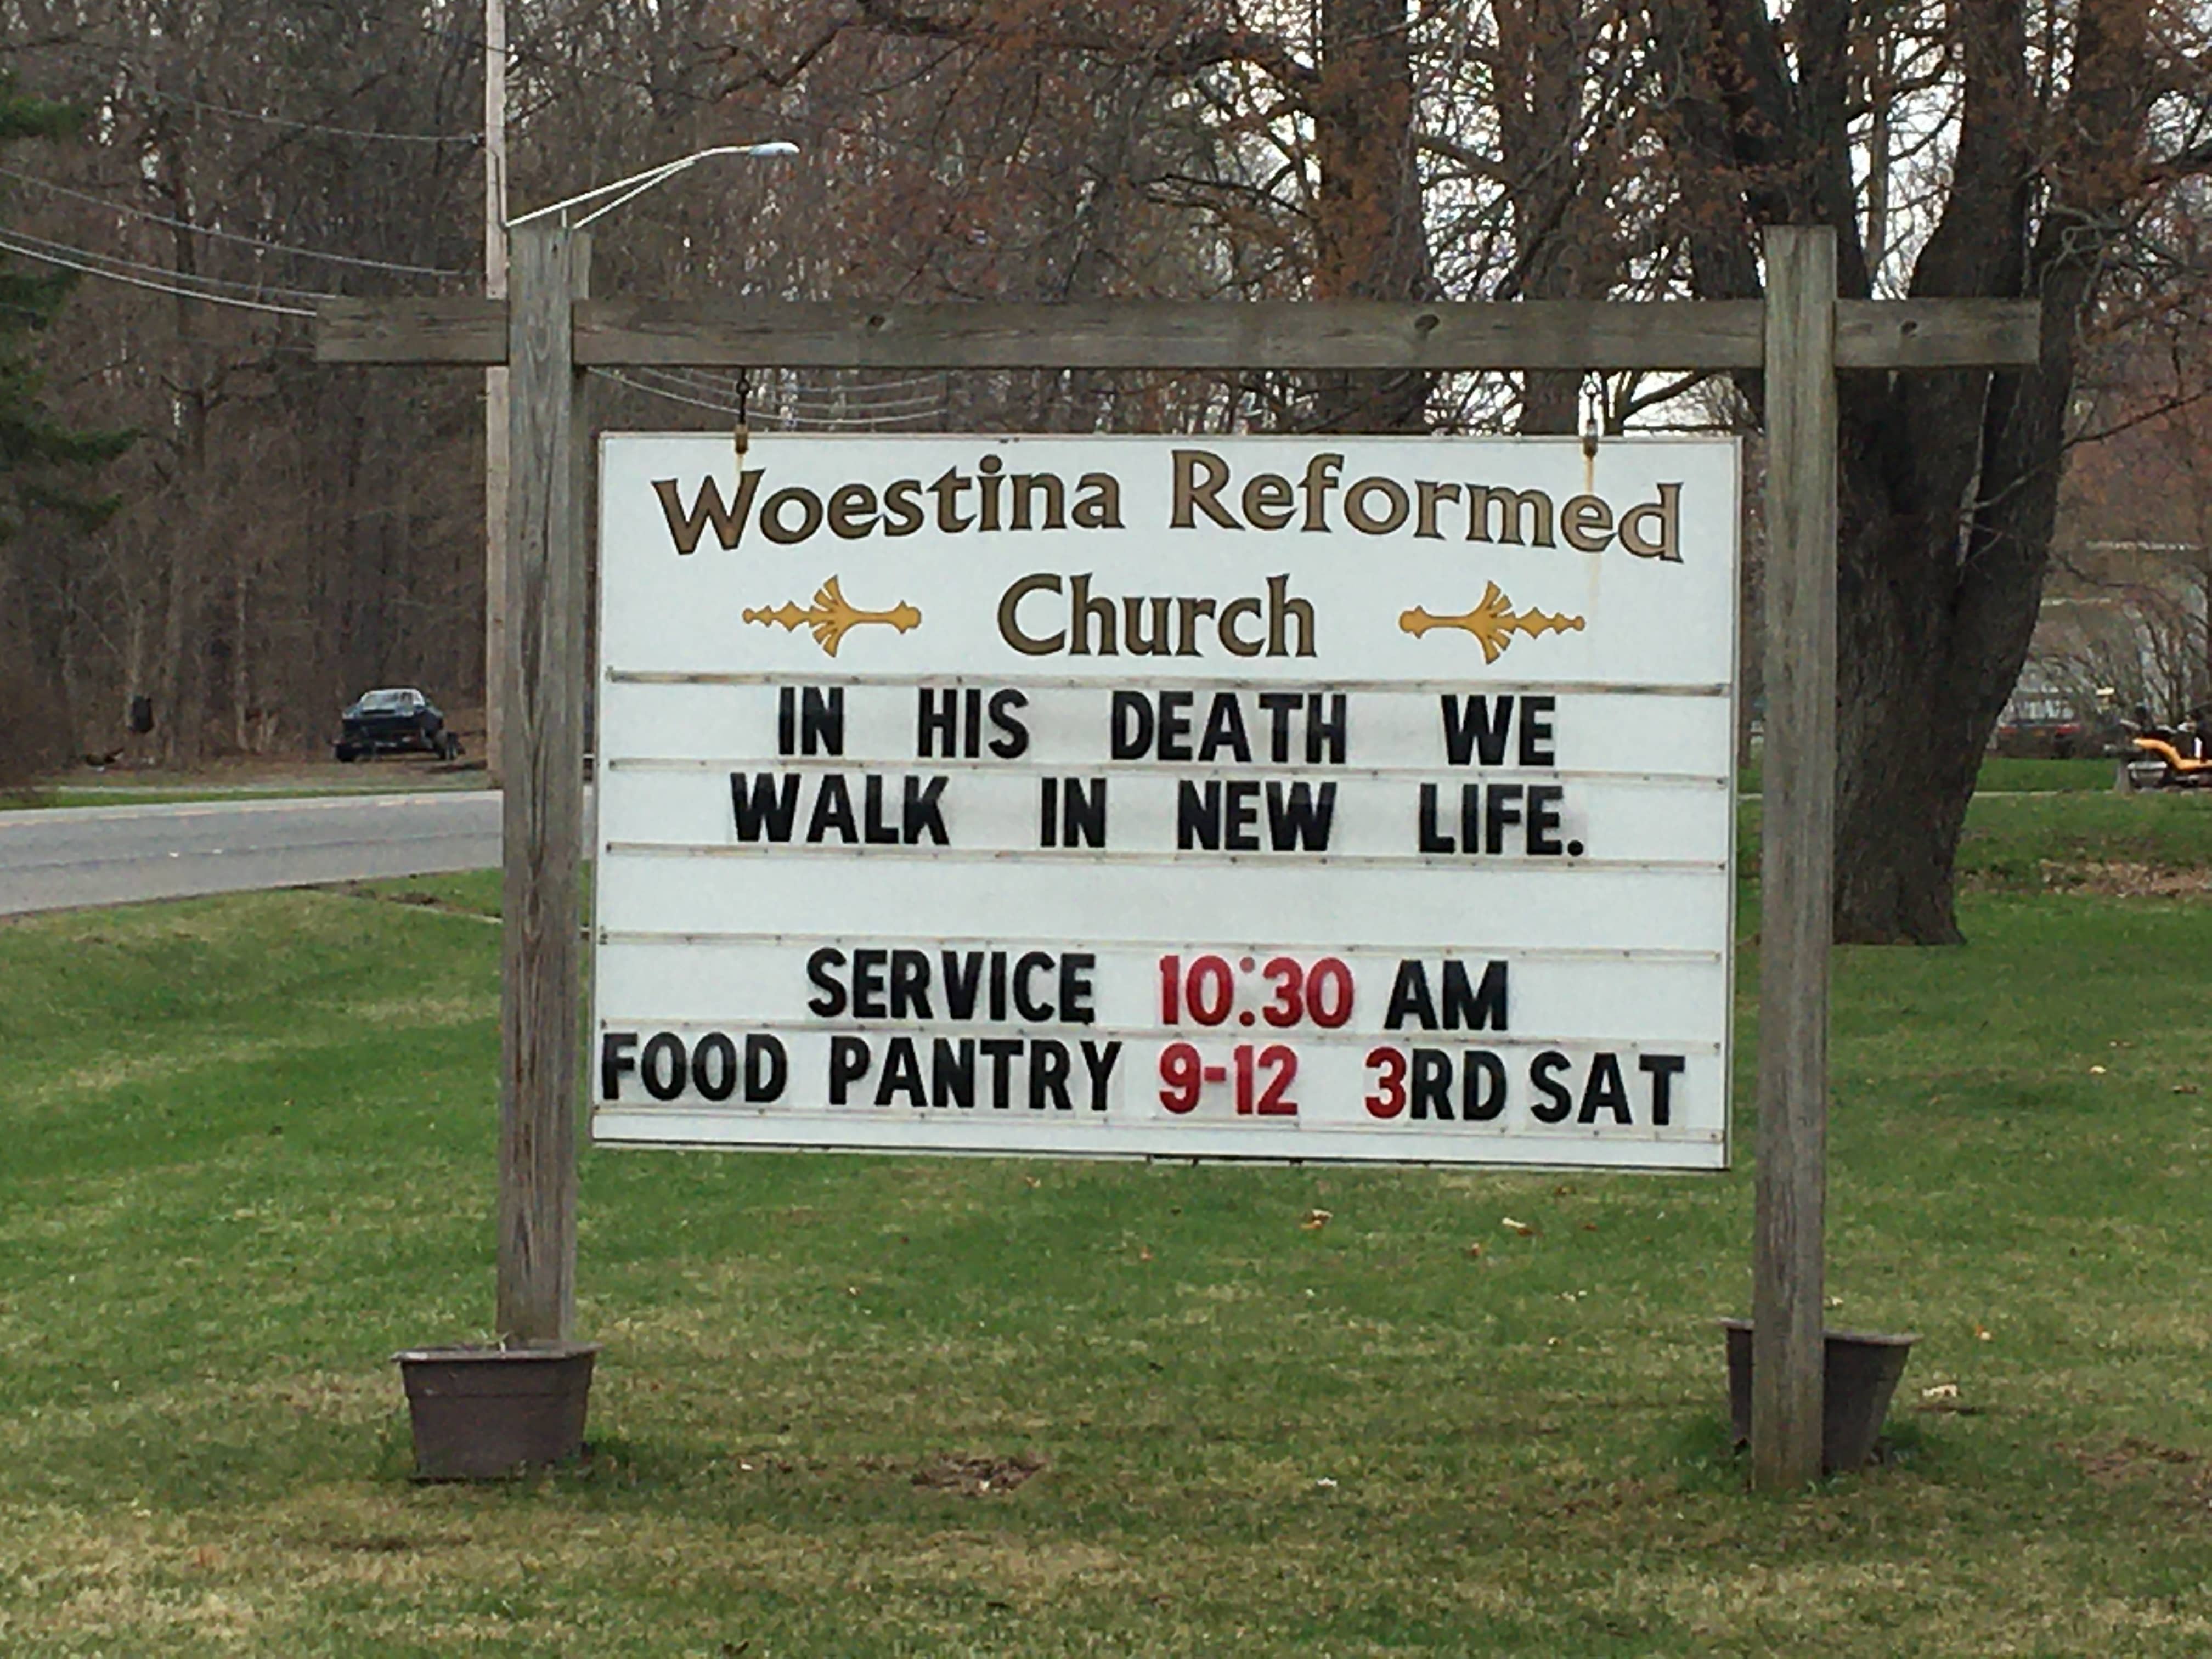 Woestina Reformed
Church
IN HIS DEATH WE
WALK IN NEW LIFE.
SERVICE 10:30 AM
FOOD PANTRY 9-12 3RD SAT